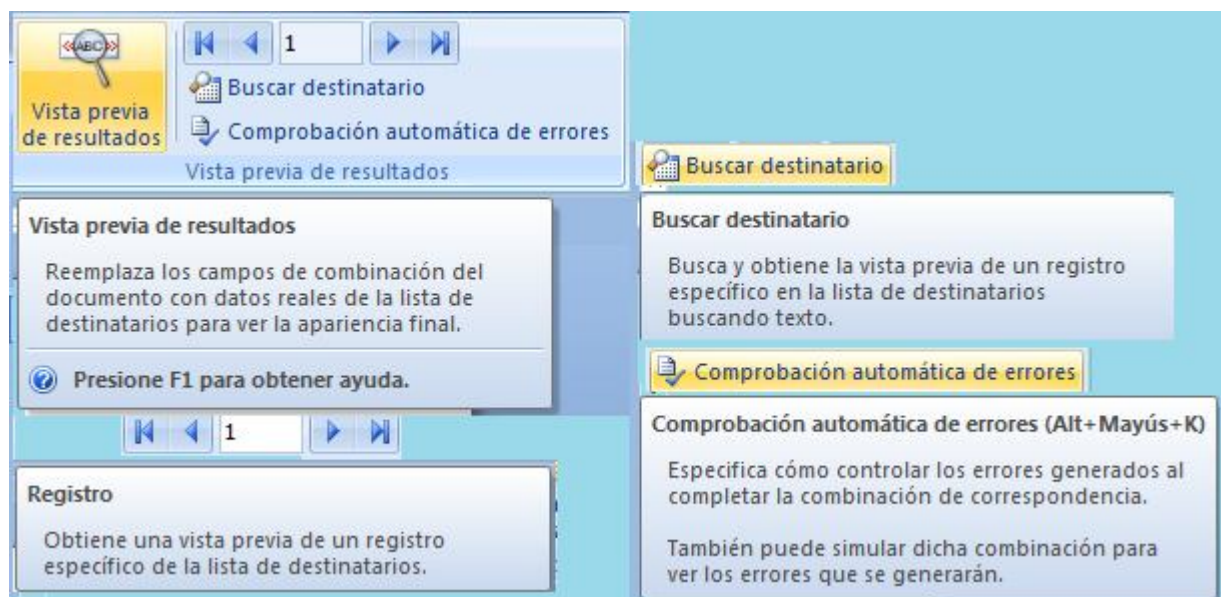 «ABC»
Vista previa
de resultados
1
Buscar destinatario
Comprobación automática de errores
Vista previa de resultados
Vista previa de resultados
Reemplaza los campos de combinación del
documento con datos reales de la lista de
destinatarios para ver la apariencia final.
Presione F1 para obtener ayuda.
1
Registro
Obtiene una vista previa de un registro
específico de la lista de destinatarios.
Buscar destinatario
Buscar destinatario
Busca y obtiene la vista previa de un registro
específico en la lista de destinatarios
buscando texto.
Comprobación automática de errores
Comprobación automática de errores (Alt+Mayús+K)
Especifica cómo controlar los errores generados al
completar la combinación de correspondencia.
También puede simular dicha combinación para
ver los errores que se generarán.